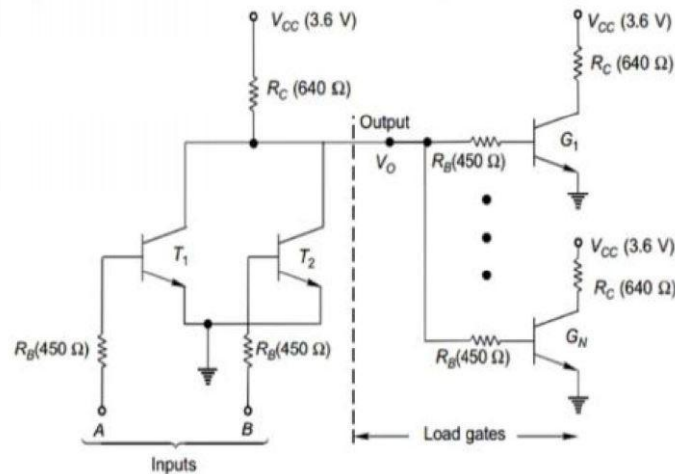 V_CC (3.6 V)
V_CC (3.6 V)
R_C (640 Ω)
R_C (640 Ω)
Output
V_O
R_B(450 Ω)
G_1
T_1
T_2
V_CC (3.6 V)
R_C (640 Ω)
R_B(450 Ω)
R_B(450 Ω)
R_B(450 Ω)
G_N
A
B
Load gates
Inputs